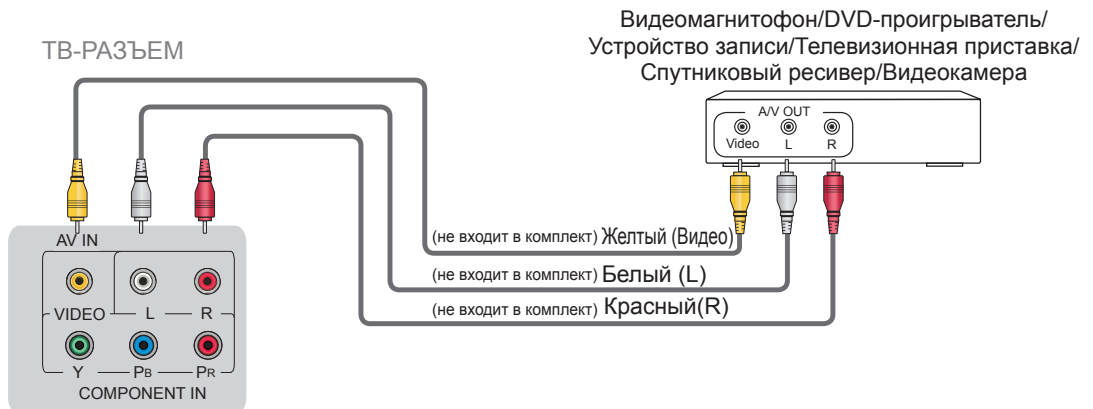 Видеомагнитофон/DVD-проигрыватель/
Устройство записи/Телевизионная приставка/
Спутниковый ресивер/Видеокамера
ТВ-РАЗЪЕМ
A/V OUT
Video L R
(не входит в комплект) Желтый (Видео)
(не входит в комплект) Белый (L)
(не входит в комплект) Красный(R)
AV IN
VIDEO L R
Y PB PR
COMPONENT IN